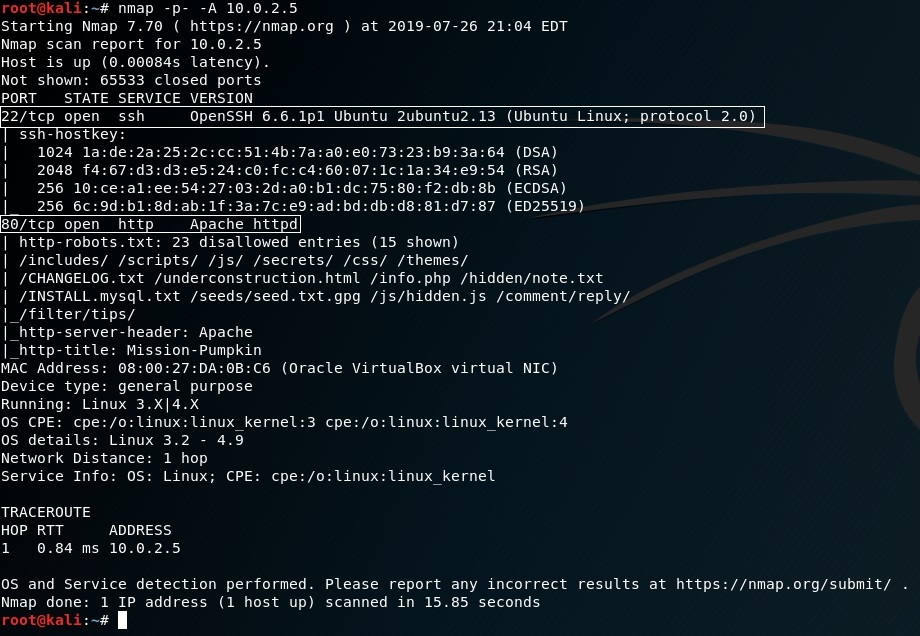 root@kali:~# nmap -p- -A 10.0.2.5
Starting Nmap 7.70 ( https://nmap.org ) at 2019-07-26 21:04 EDT
Nmap scan report for 10.0.2.5
Host is up (0.00084s latency).
Not shown: 65533 closed ports
PORT   STATE SERVICE VERSION
22/tcp open  ssh     OpenSSH 6.6.1p1 Ubuntu 2ubuntu2.13 (Ubuntu Linux; protocol 2.0)
| ssh-hostkey:
|   1024 1a:de:2a:25:2c:cc:51:4b:7a:a0:e0:73:23:b9:3a:64 (DSA)
|   2048 f4:67:d3:d3:e5:24:c0:fc:c4:60:07:1c:1a:34:e9:54 (RSA)
|   256 10:ce:a1:ee:54:27:03:2d:a0:b1:dc:75:80:f2:db:8b (ECDSA)
|_  256 6c:9d:b1:8d:ab:1f:3a:7c:e9:ad:bd:db:d8:81:d7:87 (ED25519)
80/tcp open  http    Apache httpd
| http-robots.txt: 23 disallowed entries (15 shown)
| /includes/ /scripts/ /js/ /secrets/ /css/ /themes/
| /CHANGELOG.txt /underconstruction.html /info.php /hidden/note.txt
| /INSTALL.mysql.txt /seeds/seed.txt.gpg /js/hidden.js /comment/reply/
|_/filter/tips/
|_http-server-header: Apache
|_http-title: Mission-Pumpkin
MAC Address: 08:00:27:DA:0B:C6 (Oracle VirtualBox virtual NIC)
Device type: general purpose
Running: Linux 3.X|4.X
OS CPE: cpe:/o:linux:linux_kernel:3 cpe:/o:linux:linux_kernel:4
OS details: Linux 3.2 - 4.9
Network Distance: 1 hop
Service Info: OS: Linux; CPE: cpe:/o:linux:linux_kernel
TRACEROUTE
HOP RTT     ADDRESS
1   0.84 ms 10.0.2.5
OS and Service detection performed. Please report any incorrect results at https://nmap.org/submit/ .
Nmap done: 1 IP address (1 host up) scanned in 15.85 seconds
root@kali:~#